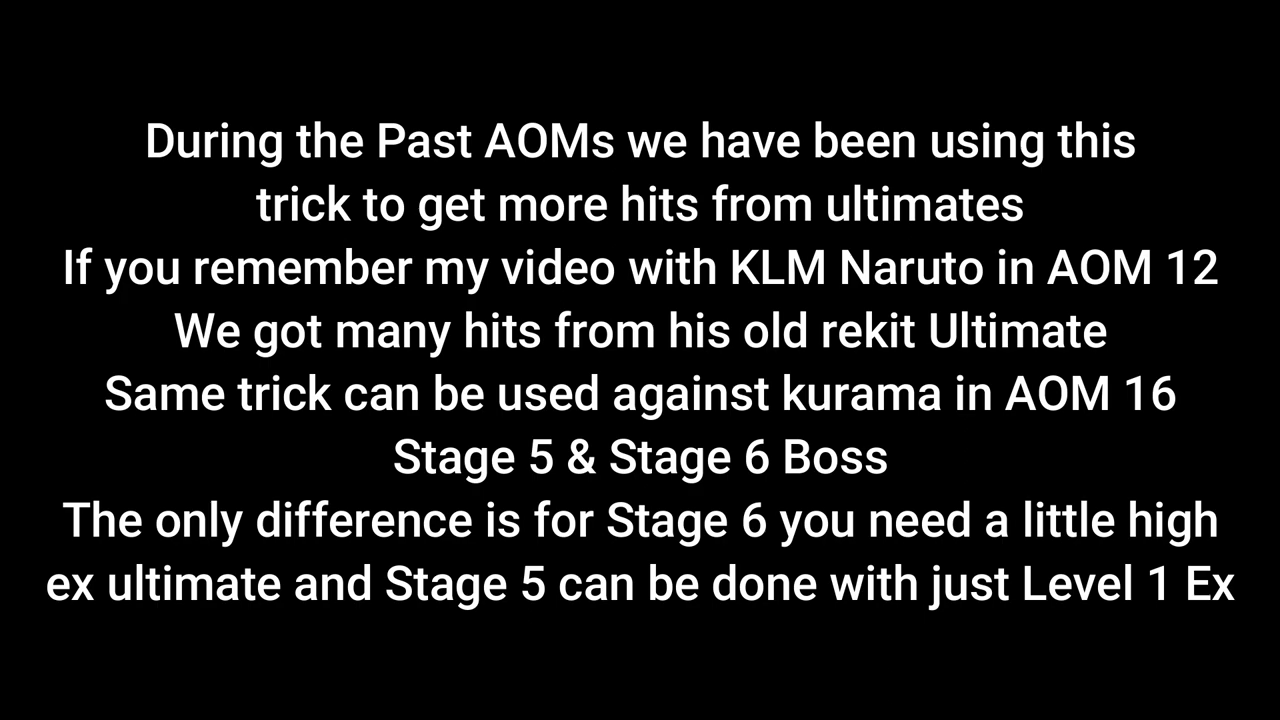 During the Past AOMs we have been using this
trick to get more hits from ultimates
If you remember my video with KLM Naruto in AOM 12
We got many hits from his old rekit Ultimate
Same trick can be used against kurama in AOM 16
Stage 5 & Stage 6 Boss
The only difference is for Stage 6 you need a little high
ex ultimate and Stage 5 can be done with just Level 1 Ex